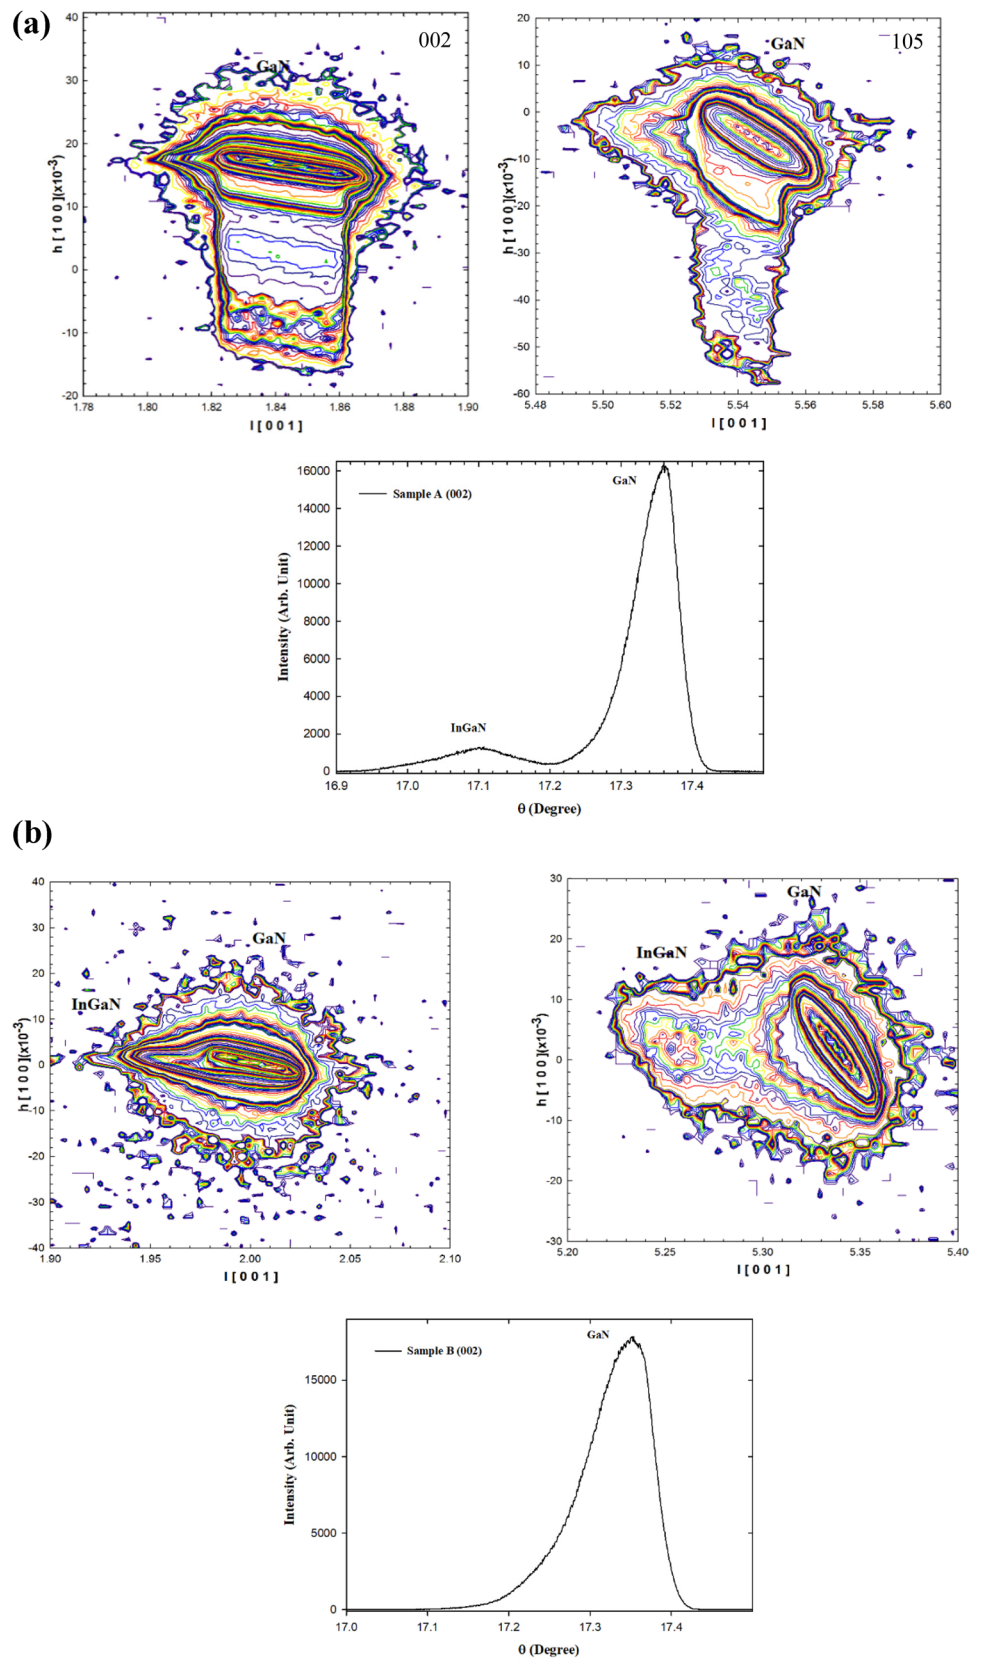 (a)
002
GaN
40
30
20
10
0
-10
-20
h [ 1 0 0 ](x10-3)
1.78 1.80 1.82 1.84 1.86 1.88 1.90
l [ 0 0 1 ]
105
GaN
20
10
0
-10
-20
-30
-40
-50
-60
h [ 1 0 0 ](x10-3)
5.48 5.50 5.52 5.54 5.56 5.58 5.60
l [ 0 0 1 ]
16000
14000
12000
10000
8000
6000
4000
2000
0
Intensity (Arb. Unit)
Sample A (002)
GaN
InGaN
16.9 17.0 17.1 17.2 17.3 17.4
θ (Degree)
(b)
40
30
20
10
0
-10
-20
-30
-40
h [ 1 0 0 ](x10-3)
GaN
InGaN
1.90 1.95 2.00 2.05 2.10
l [ 0 0 1 ]
30
20
10
0
-10
-20
-30
h [ 1 0 0 ](x10-3)
GaN
InGaN
5.20 5.25 5.30 5.35 5.40
l [ 0 0 1 ]
15000
10000
5000
0
Intensity (Arb. Unit)
Sample B (002)
GaN
17.0 17.1 17.2 17.3 17.4
θ (Degree)